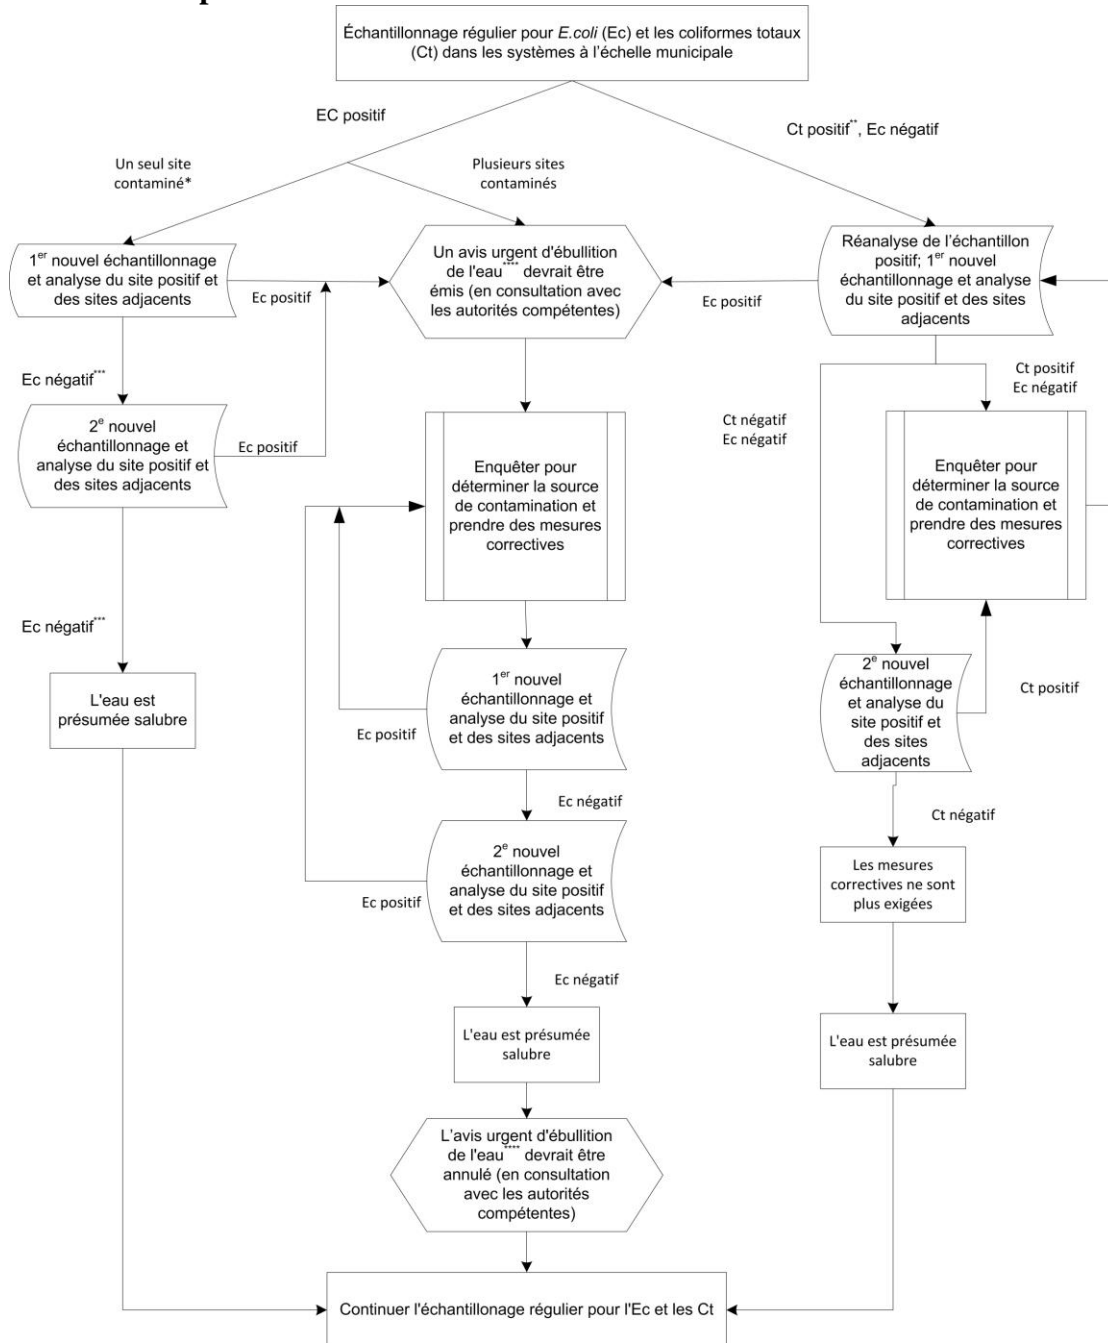 Échantillonnage régulier pour E.coli (Ec) et les coliformes totaux
(Ct) dans les systèmes à l'échelle municipale
EC positif
Ct positif**, Ec négatif
Un seul site
contaminé*
Plusieurs sites
contaminés
1er nouvel échantillonnage
et analyse du site positif et
des sites adjacents
Ec positif
Un avis urgent d'ébullition
de l'eau**** devrait être
émis (en consultation avec
les autorités compétentes)
Ec positif
Réanalyse de l'échantillon
positif; 1er nouvel
échantillonnage et analyse
du site positif et des sites
adjacents
Ec négatif***
2e nouvel
échantillonnage et
analyse du site positif et
des sites adjacents
Ec positif
Ct négatif
Ec négatif
Ct positif
Ec négatif
Enquêter pour
déterminer la source
de contamination et
prendre des mesures
correctives
Enquêter pour
déterminer la source
de contamination et
prendre des mesures
correctives
Ec négatif***
L'eau est
présumée salubre
1er nouvel
échantillonnage et
analyse du site positif
et des sites adjacents
Ec positif
Ec négatif
2e nouvel
échantillonnage
et analyse du
site positif et
des sites
adjacents
Ct positif
Ct négatif
2e nouvel
échantillonnage et
analyse du site positif
et des sites adjacents
Ec positif
Ec négatif
Les mesures
correctives ne sont
plus exigées
L'eau est présumée
salubre
L'eau est présumée
salubre
L'avis urgent d'ébullition
de l'eau**** devrait être
annulé (en consultation
avec les autorités
compétentes)
Continuer l'échantillonage régulier pour l'Ec et les Ct